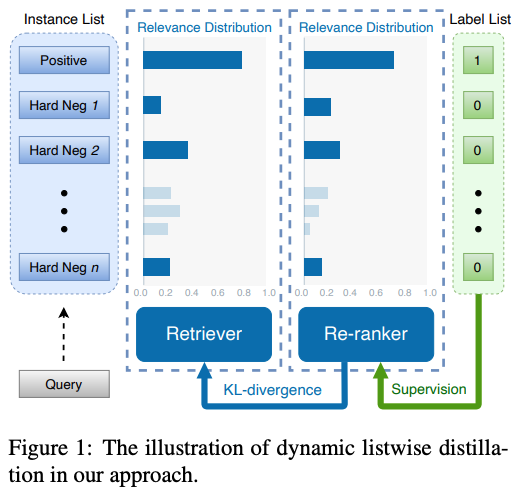 Instance List
Relevance Distribution
Relevance Distribution
Label List
Positive
1
Hard Neg 1
0
Hard Neg 2
0
Hard Neg n
0
0.0 0.2 0.4 0.6 0.8 1.0
0.0 0.2 0.4 0.6 0.8 1.0
Retriever
Re-ranker
Query
KL-divergence
Supervision
Figure 1: The illustration of dynamic listwise distilla-
tion in our approach.